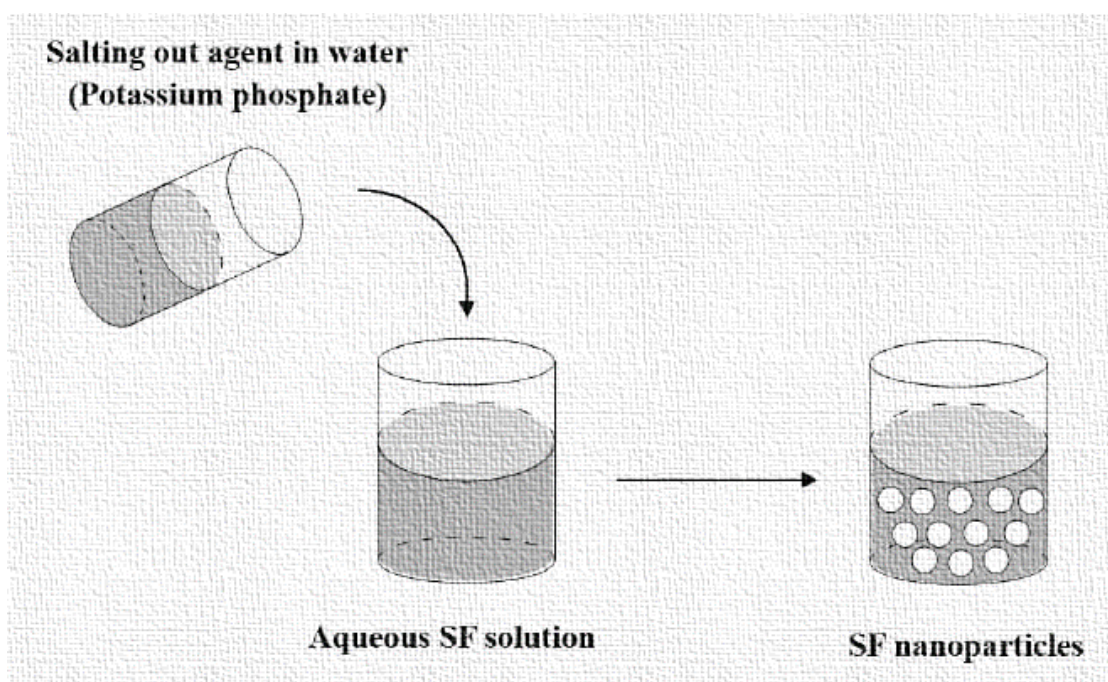 Salting out agent in water
(Potassium phosphate)
Aqueous SF solution
SF nanoparticles